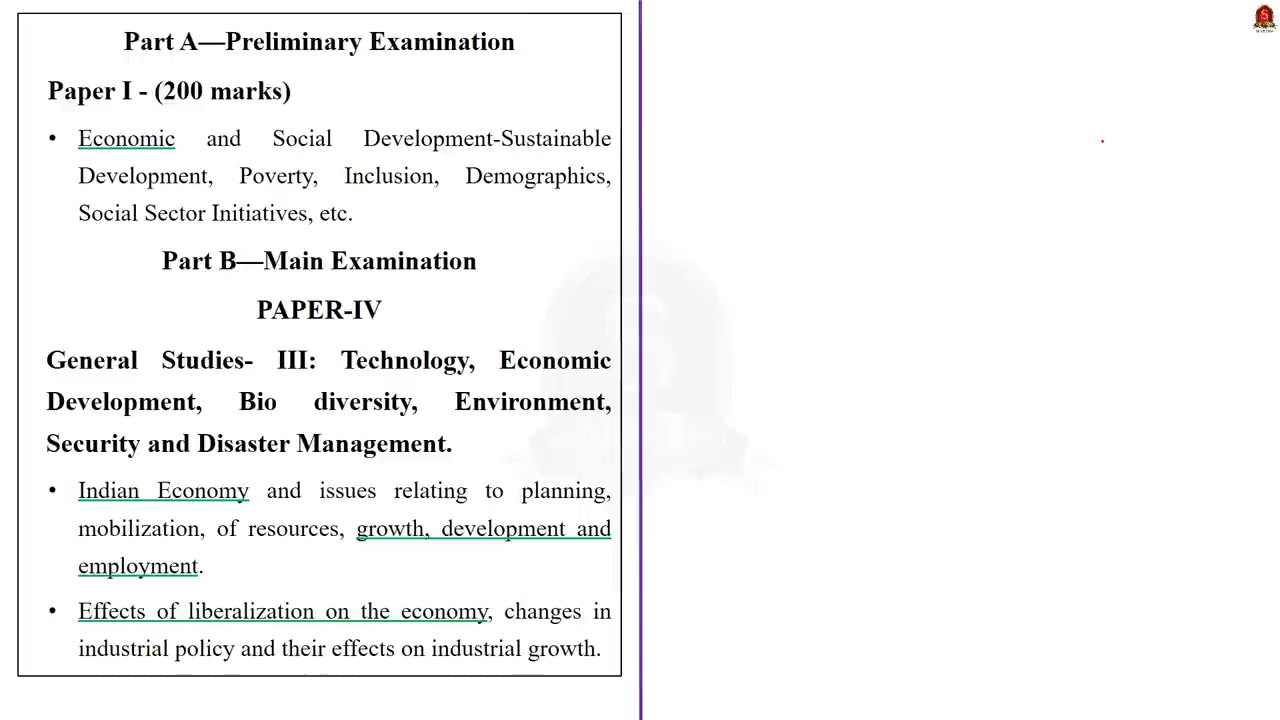 Part A—Preliminary Examination
Paper I - (200 marks)
• Economic and Social Development-Sustainable
Development, Poverty, Inclusion, Demographics,
Social Sector Initiatives, etc.
Part B—Main Examination
PAPER-IV
General Studies- III: Technology, Economic
Development, Bio diversity, Environment,
Security and Disaster Management.
• Indian Economy and issues relating to planning,
mobilization, of resources, growth, development and
employment.
• Effects of liberalization on the economy, changes in
industrial policy and their effects on industrial growth.